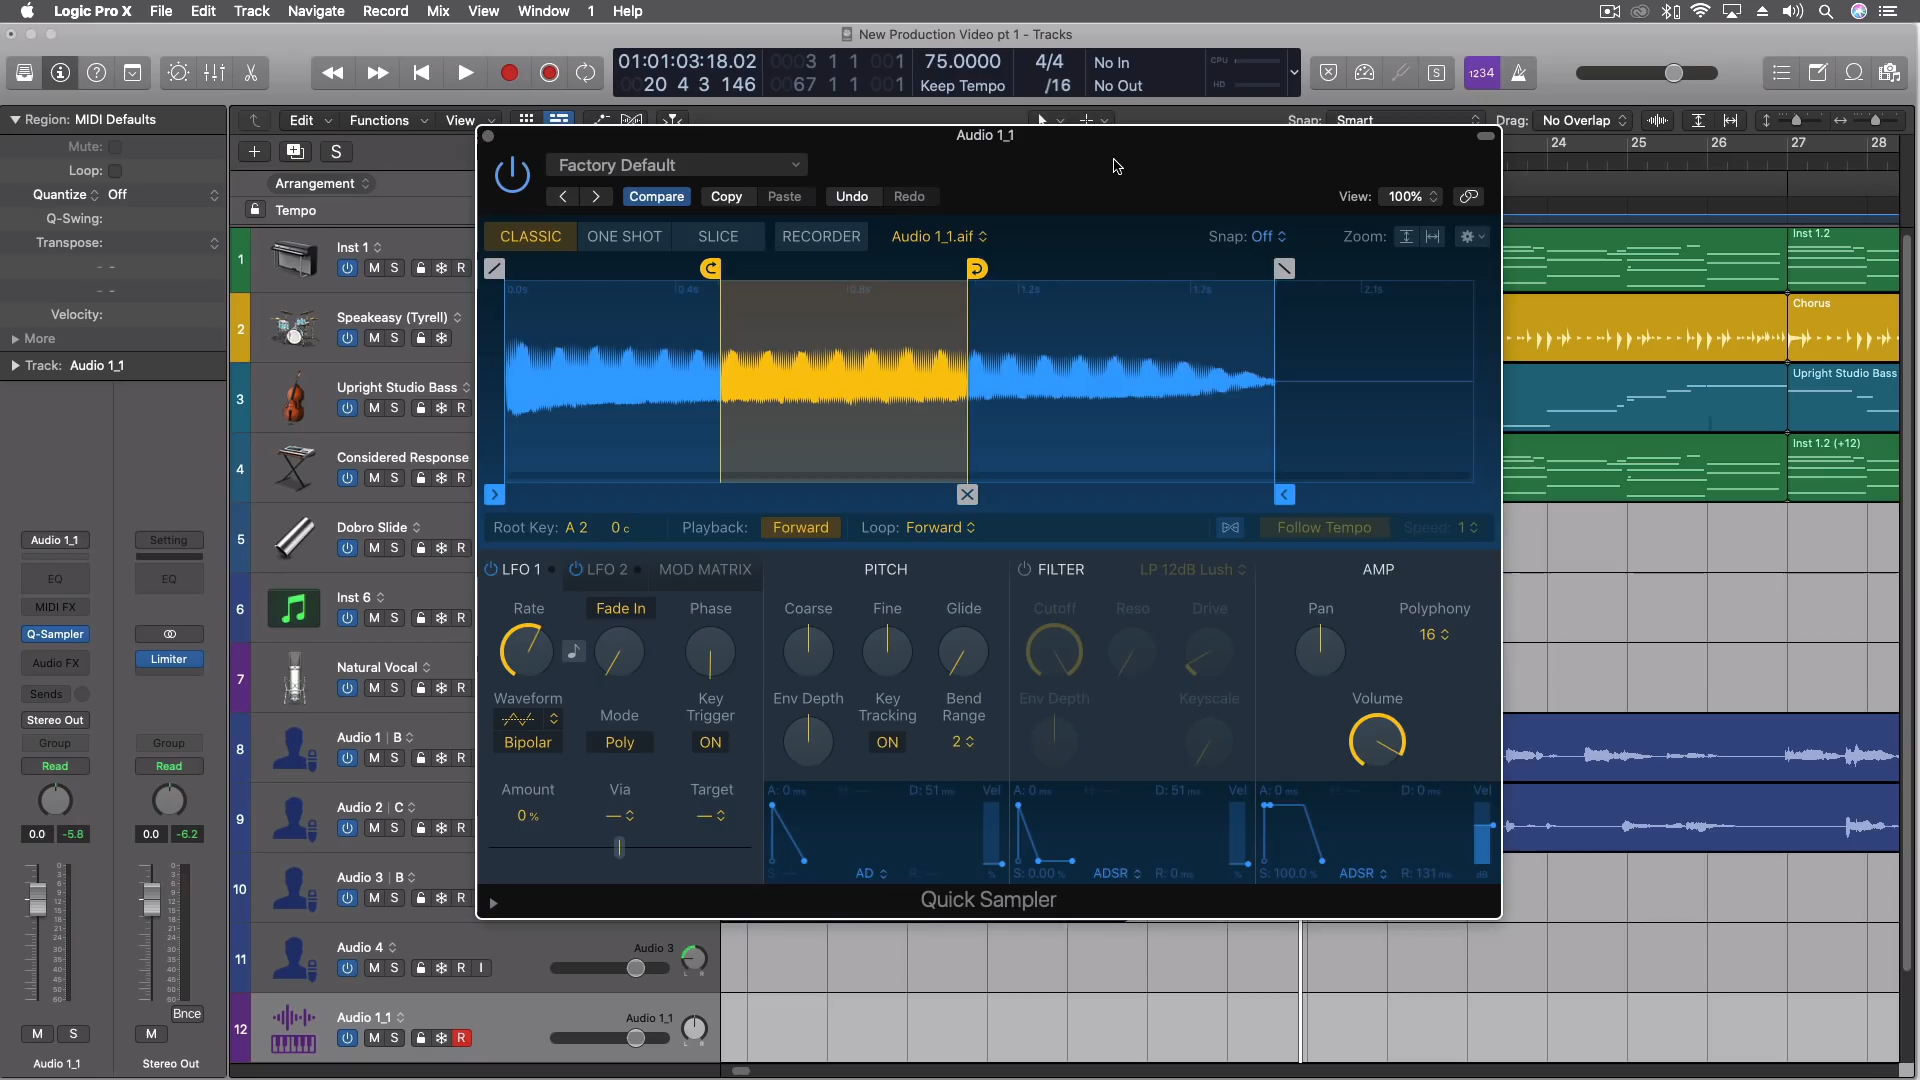 Logic Pro X File Edit Track Navigate Record Mix View Window 1 Help
New Production Video pt 1 - Tracks
01:01:03:18.02 0003 1 1 001 75.0000 4/4 No In CPU
20 4 3 146 0067 1 1 001 Keep Tempo /16 No Out HD
1234
Region: MIDI Defaults
Mute:
Loop:
Quantize Off
Q-Swing:
Transpose:
Velocity:
More
Track: Audio 1_1
Edit Functions View
Snap: Smart Drag: No Overlap
S
Arrangement
Tempo
24 25 26 27 28
Audio 1_1
Factory Default
Compare Copy Paste Undo Redo View: 100%
CLASSIC ONE SHOT SLICE RECORDER Audio 1_1.aif Snap: Off Zoom:
0.0s 0.4s 0.8s 1.2s 1.7s 2.1s
Root Key: A 2 0 c Playback: Forward Loop: Forward Follow Tempo Speed: 1
LFO 1 LFO 2 MOD MATRIX PITCH FILTER LP 12dB Lush AMP
Rate Fade In Phase Coarse Fine Glide Cutoff Reso Drive Pan Polyphony
16
Waveform Key Trigger Env Depth Key Tracking Bend Range Env Depth Keyscale Volume
Mode
Bipolar Poly ON ON 2
Amount Via Target
0 %
A: 0 ms D: 51 ms Vel A: 0 ms D: 51 ms Vel A: 0 ms D: 0 ms Vel
AD S: 0.00 % ADSR R: 0 ms % S: 100.0 % ADSR R: 131 ms dB
Quick Sampler
1 Inst 1
M S R
2 Speakeasy (Tyrell)
M S
3 Upright Studio Bass
M S R
4 Considered Response
M S R
5 Dobro Slide
M S R
6 Inst 6
M S R
7 Natural Vocal
M S R
8 Audio 1 B
M S R
9 Audio 2 C
M S R
10 Audio 3 B
M S R
11 Audio 4 Audio 3
M S R I L R
12 Audio 1_1 Audio 1_1
M S R L R
Inst 1.2
Chorus
Upright Studio Bass
Inst 1.2 (+12)
Audio 1_1 Setting
EQ EQ
MIDI FX
Q-Sampler
Audio FX Limiter
Sends
Stereo Out
Group Group
Read Read
0.0 -5.8 0.0 -6.2
Bnce
M S M
Audio 1_1 Stereo Out